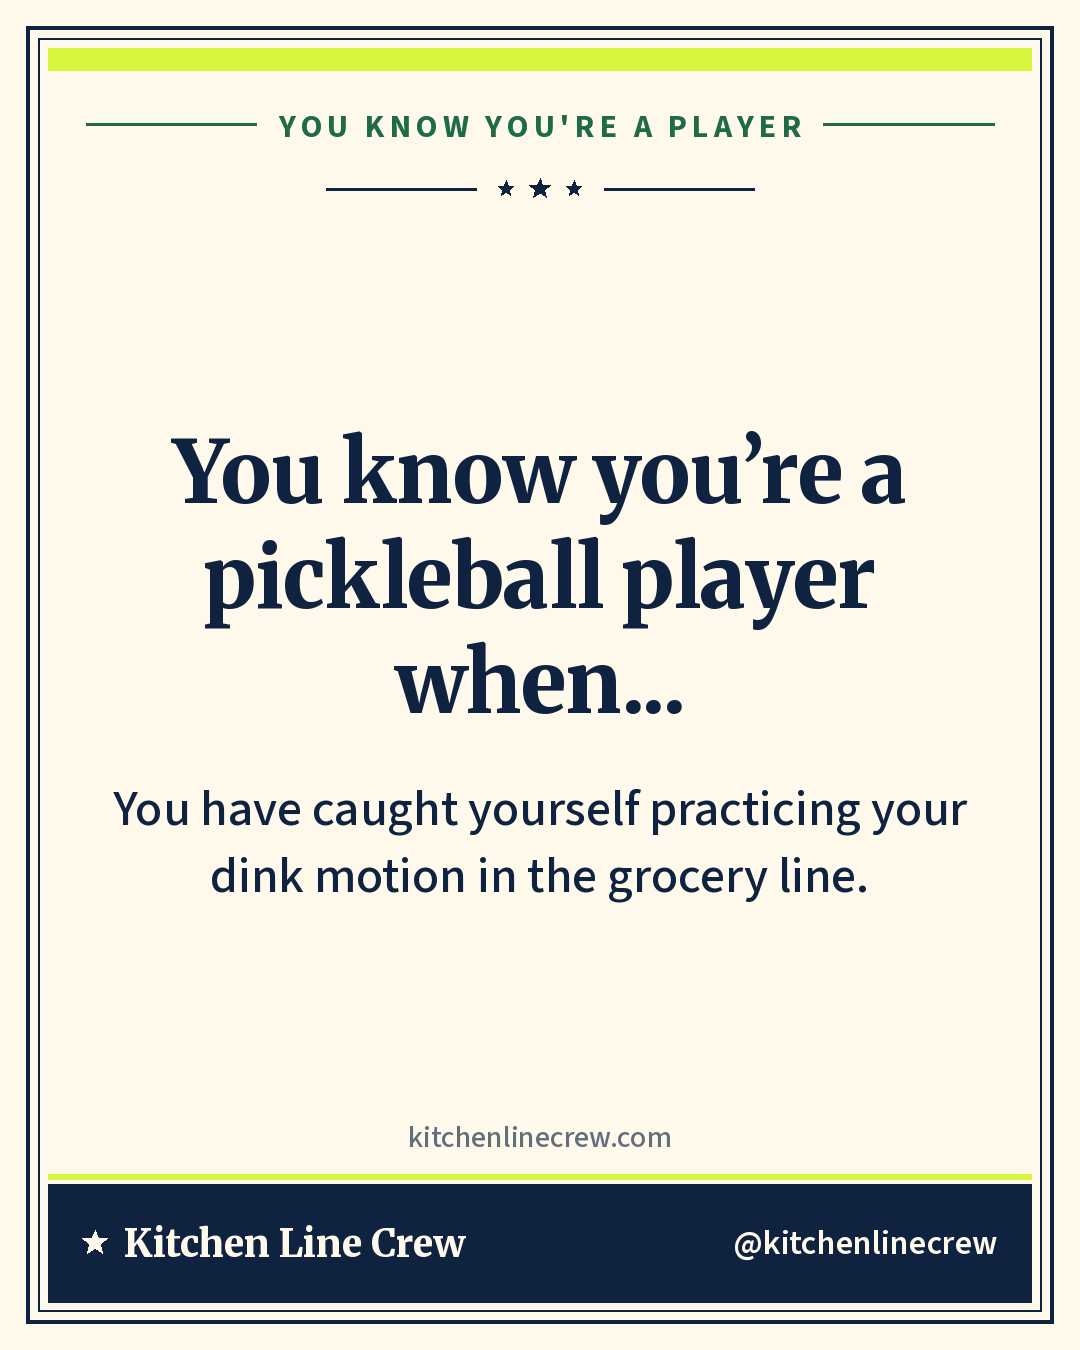 YOU KNOW YOU'RE A PLAYER
You know you’re a
pickleball player
when...
You have caught yourself practicing your
dink motion in the grocery line.
kitchenlinecrew.com
Kitchen Line Crew
@kitchenlinecrew